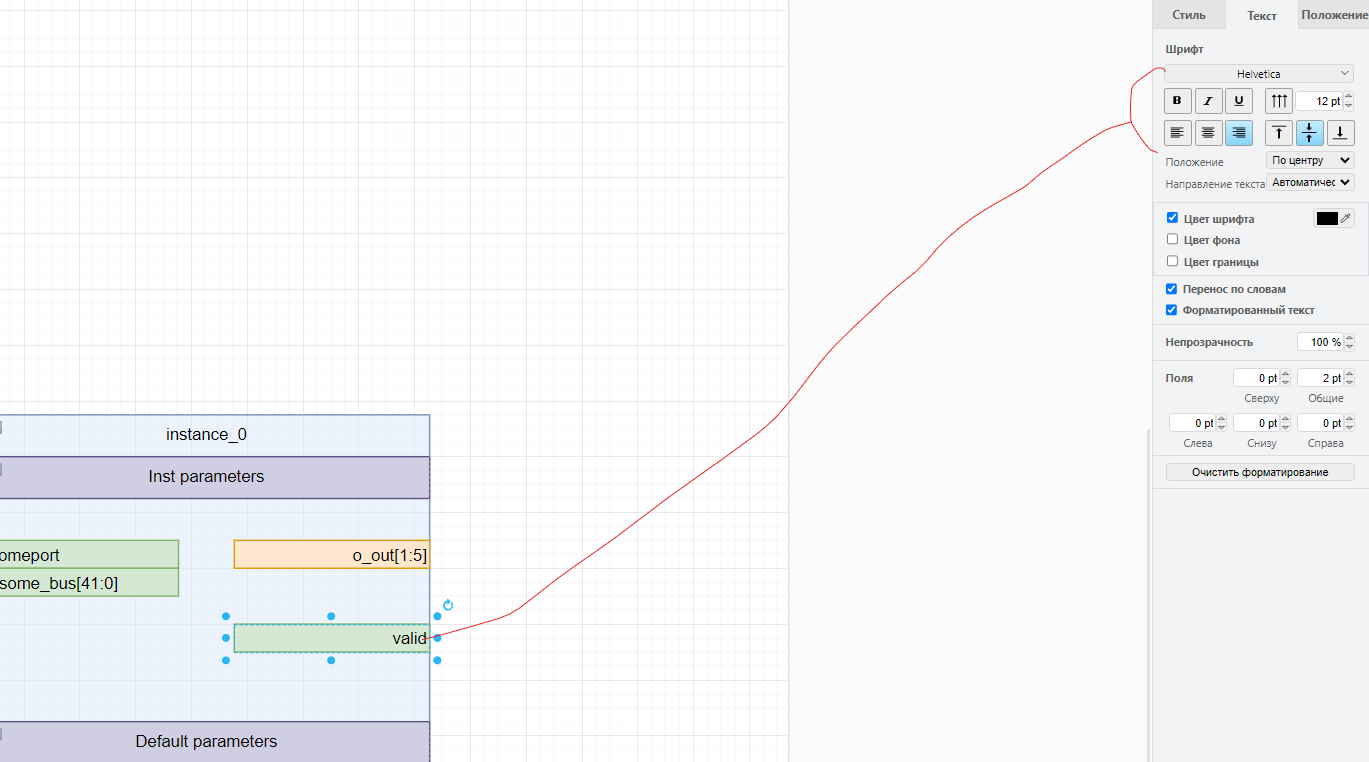 Стиль Текст Положение
Шрифт
Helvetica
B I U 12 pt
Положение По центру
Направление текста Автоматичес
Цвет шрифта
Цвет фона
Цвет границы
Перенос по словам
Форматированный текст
Непрозрачность 100 %
Поля 0 pt 2 pt
Сверху Общие
0 pt 0 pt 0 pt
Слева Снизу Справа
Очистить форматирование
instance_0
Inst parameters
omeport o_out[1:5]
some_bus[41:0]
valid
Default parameters